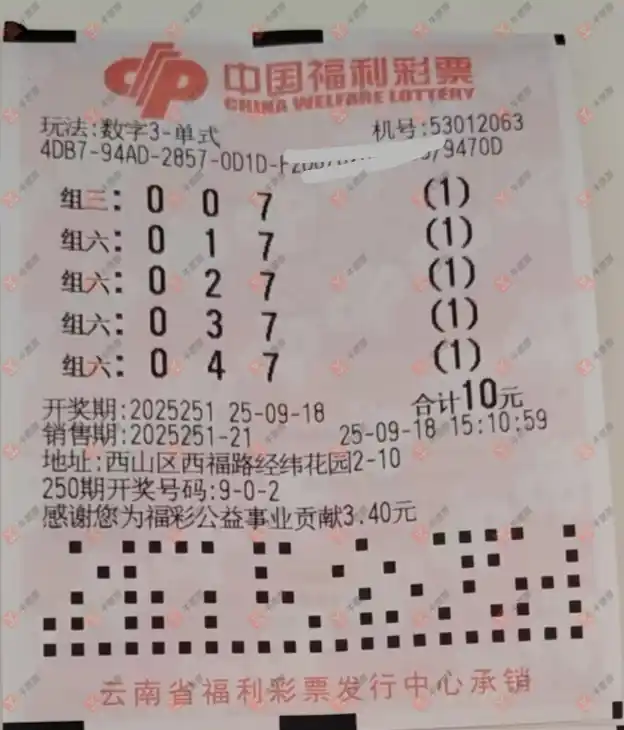 中国福利彩票
CHINA WELFARE LOTTERY
玩法:数字3-单式 机号:53012063
4DB7-94AD-2857-0D1D- /9470D
组三: 0 0 7 (1)
组六: 0 1 7 (1)
组六: 0 2 7 (1)
组六: 0 3 7 (1)
组六: 0 4 7 (1)
开奖期:2025251 25-09-18 合计10元
销售期:2025251-21 25-09-18 15:10:59
地址:西山区西福路经纬花园2-10
250期开奖号码:9-0-2
感谢您为福彩公益事业贡献3.40元
云南省福利彩票发行中心承销